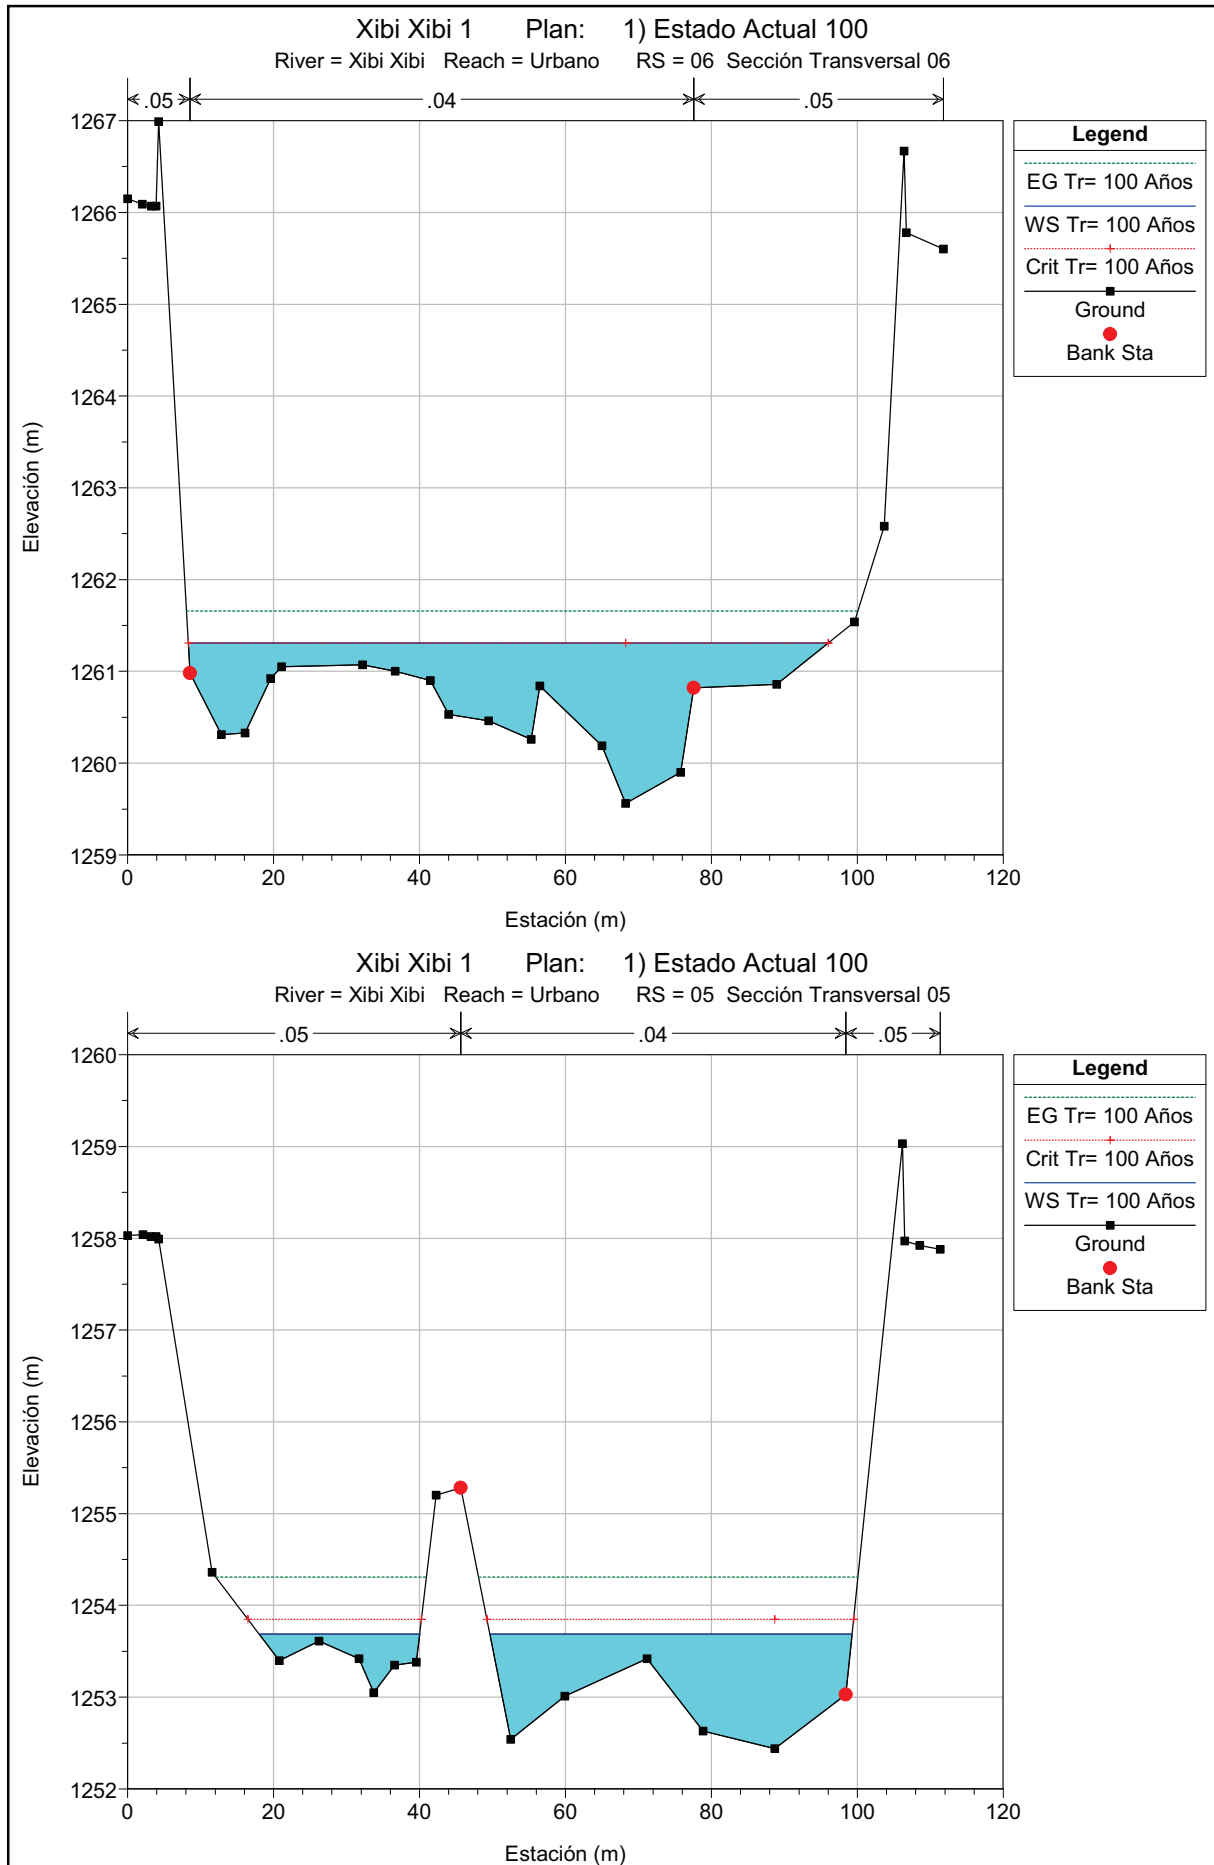 Xibi Xibi 1 Plan: 1) Estado Actual 100
River = Xibi Xibi Reach = Urbano RS = 06 Sección Transversal 06
.05 .04 .05
1267
1266
1265
1264
1263
1262
1261
1260
1259
Elevación (m)
0 20 40 60 80 100 120
Estación (m)
Legend
EG Tr= 100 Años
WS Tr= 100 Años
Crit Tr= 100 Años
Ground
Bank Sta
Xibi Xibi 1 Plan: 1) Estado Actual 100
River = Xibi Xibi Reach = Urbano RS = 05 Sección Transversal 05
.05 .04 .05
1260
1259
1258
1257
1256
1255
1254
1253
1252
Elevación (m)
0 20 40 60 80 100 120
Estación (m)
Legend
EG Tr= 100 Años
Crit Tr= 100 Años
WS Tr= 100 Años
Ground
Bank Sta